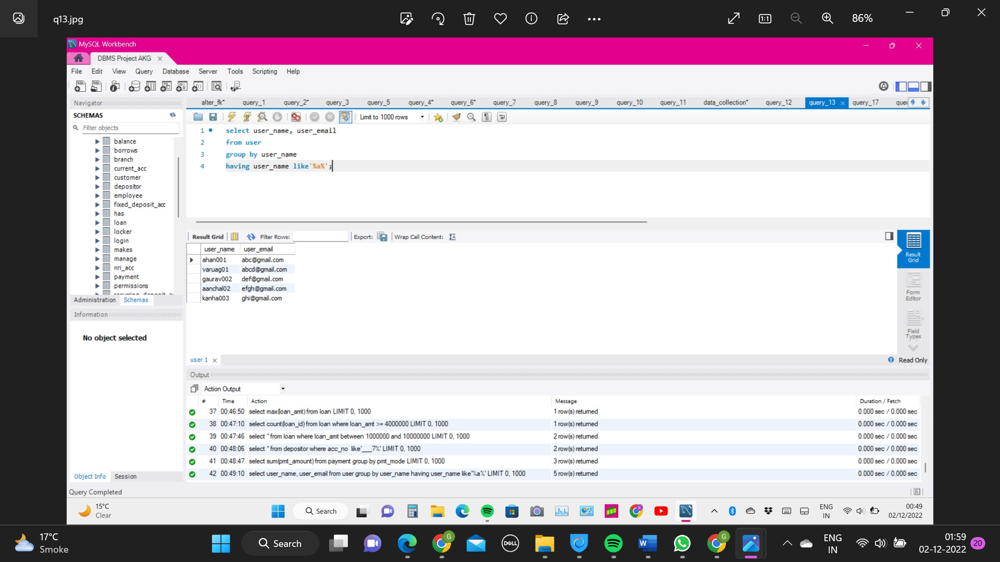 q13.jpg
86%
MySQL Workbench
DBMS Project AKG
File Edit View Query Database Server Tools Scripting Help
Navigator
alter_fk* query_1 query_2* query_3 query_5 query_4* query_6* query_7 query_8 query_9 query_10 query_11 data_collection* query_12 query_13 query_17
SCHEMAS
Limit to 1000 rows
Filter objects
1 select user_name, user_email
2 from user
3 group by user_name
4 having user_name like'%a%';
balance
borrows
branch
current_acc
customer
depositor
employee
fixed_deposit_acc
has
loan
locker
login
makes
manage
nri_acc
payment
permissions
Administration Schemas
Information
No object selected
Object Info Session
Result Grid Filter Rows: Export: Wrap Cell Content:
user_name user_email
ahan001 abc@gmail.com
varuag01 abcd@gmail.com
gaurav002 def@gmail.com
aanchal02 efgh@gmail.com
kanha003 ghi@gmail.com
Result
Grid
Form
Editor
Field
Types
user 1
Read Only
Output
Action Output
# Time Action Message Duration / Fetch
37 00:46:50 select max(loan_amt) from loan LIMIT 0, 1000 1 row(s) returned 0.000 sec / 0.000 sec
38 00:47:10 select count(loan_id) from loan where loan_amt >= 4000000 LIMIT 0, 1000 1 row(s) returned 0.000 sec / 0.000 sec
39 00:47:46 select * from loan where loan_amt between 1000000 and 10000000 LIMIT 0, 1000 2 row(s) returned 0.000 sec / 0.000 sec
40 00:48:06 select * from depositor where acc_no like'___7%' LIMIT 0, 1000 2 row(s) returned 0.000 sec / 0.000 sec
41 00:48:47 select sum(pmt_amount) from payment group by pmt_mode LIMIT 0, 1000 3 row(s) returned 0.000 sec / 0.000 sec
42 00:49:10 select user_name, user_email from user group by user_name having user_name like'%a%' LIMIT 0, 1000 5 row(s) returned 0.000 sec / 0.000 sec
Query Completed
15°C
Clear
Search
ENG
IN
00:49
02/12/2022
17°C
Smoke
Search
DELL
ENG
IN
01:59
02-12-2022
20